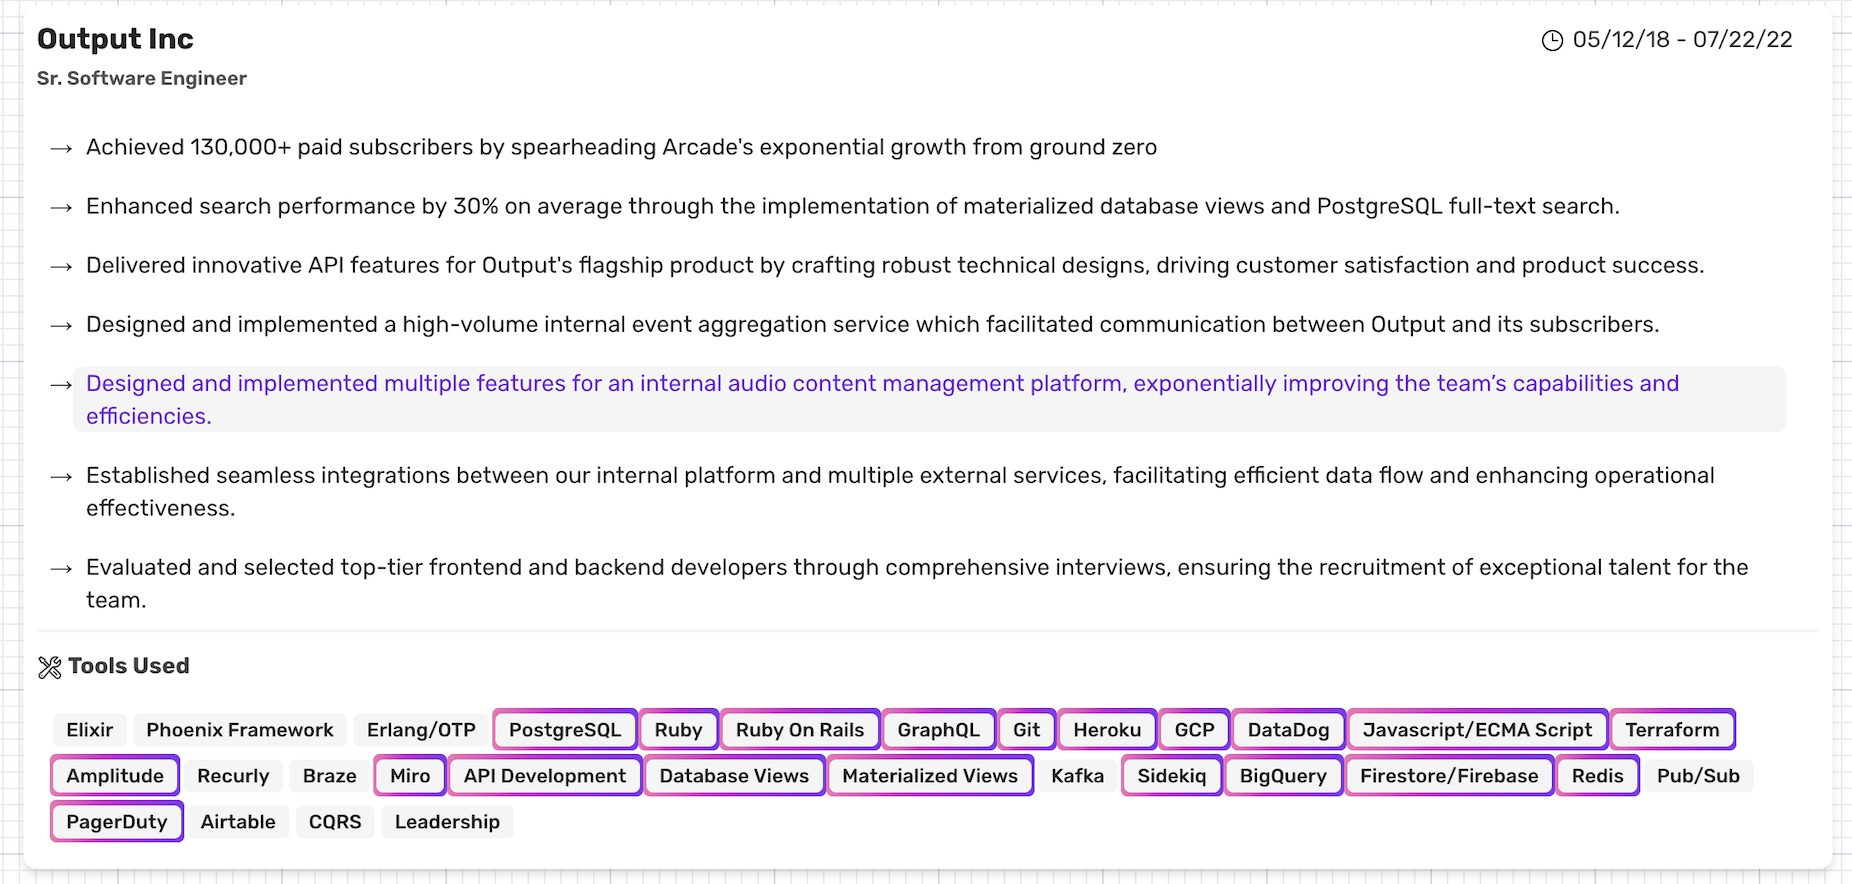 Output Inc
05/12/18 - 07/22/22
Sr. Software Engineer
→ Achieved 130,000+ paid subscribers by spearheading Arcade's exponential growth from ground zero
→ Enhanced search performance by 30% on average through the implementation of materialized database views and PostgreSQL full-text search.
→ Delivered innovative API features for Output's flagship product by crafting robust technical designs, driving customer satisfaction and product success.
→ Designed and implemented a high-volume internal event aggregation service which facilitated communication between Output and its subscribers.
→ Designed and implemented multiple features for an internal audio content management platform, exponentially improving the team’s capabilities and
efficiencies.
→ Established seamless integrations between our internal platform and multiple external services, facilitating efficient data flow and enhancing operational
effectiveness.
→ Evaluated and selected top-tier frontend and backend developers through comprehensive interviews, ensuring the recruitment of exceptional talent for the
team.
Tools Used
Elixir Phoenix Framework Erlang/OTP PostgreSQL Ruby Ruby On Rails GraphQL Git Heroku GCP DataDog Javascript/ECMA Script Terraform
Amplitude Recurly Braze Miro API Development Database Views Materialized Views Kafka Sidekiq BigQuery Firestore/Firebase Redis Pub/Sub
PagerDuty Airtable CQRS Leadership